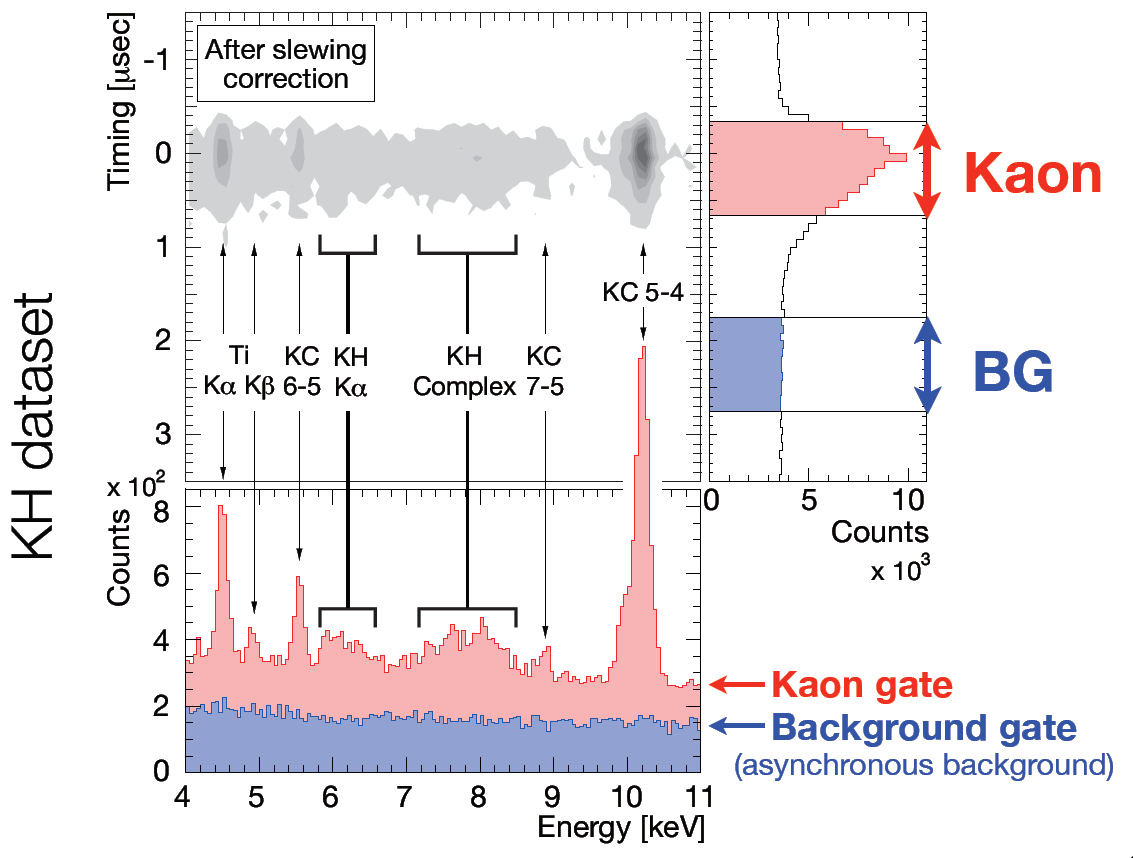 KH dataset
Timing [μsec]
After slewing
correction
-1
0
1
2
3
Kaon
BG
KC 5-4
Ti
Kα Kβ
KC
6-5
KH
Kα
KH
Complex
KC
7-5
0 5 10
Counts
x 10³
x 10²
Counts
8
6
4
2
0
Kaon gate
Background gate
(asynchronous background)
4 5 6 7 8 9 10 11
Energy [keV]